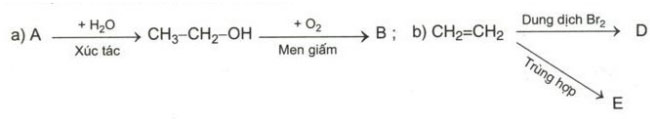 a) A + H₂O Xúc tác CH₃–CH₂–OH + O₂ Men giấm B ; b) CH₂=CH₂ Dung dịch Br₂ D
Trùng hợp
E